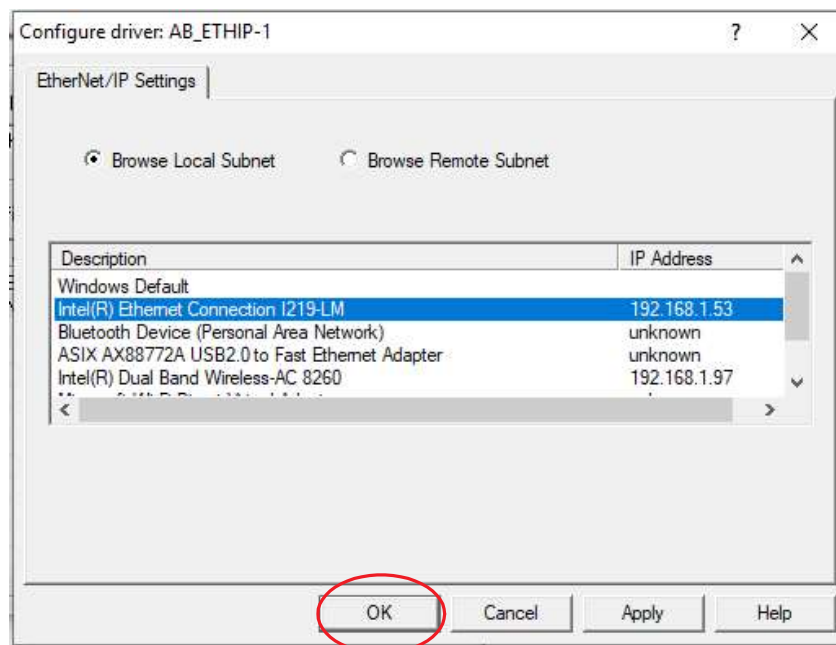 Configure driver: AB_ETHIP-1 ? X
EtherNet/IP Settings
Browse Local Subnet Browse Remote Subnet
Description IP Address
Windows Default
Intel(R) Ethernet Connection I219-LM 192.168.1.53
Bluetooth Device (Personal Area Network) unknown
ASIX AX88772A USB2.0 to Fast Ethernet Adapter unknown
Intel(R) Dual Band Wireless-AC 8260 192.168.1.97
OK Cancel Apply Help